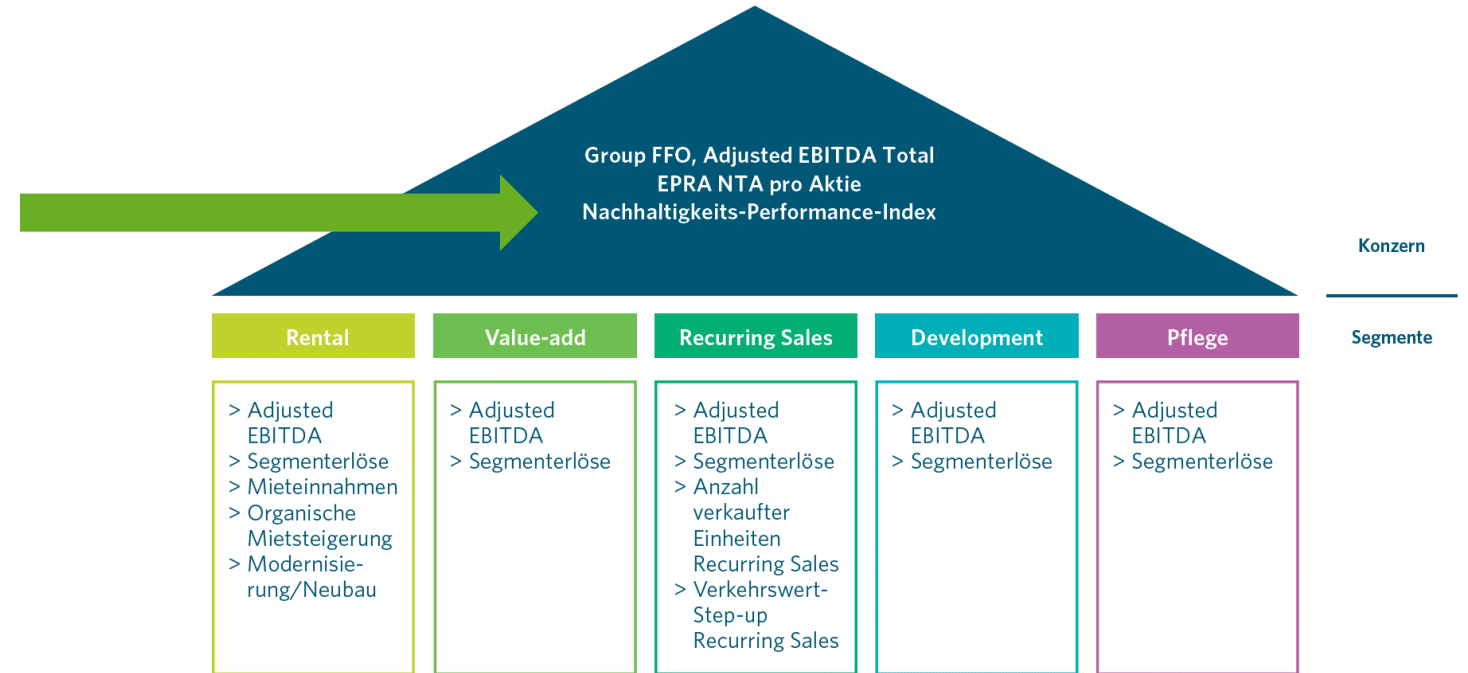 Group FFO, Adjusted EBITDA Total
EPRA NTA pro Aktie
Nachhaltigkeits-Performance-Index
Konzern
Segmente
Rental
Value-add
Recurring Sales
Development
Pflege
> Adjusted
EBITDA
> Segmenterlöse
> Mieteinnahmen
> Organische
Mietsteigerung
> Modernisie-
rung/Neubau
> Adjusted
EBITDA
> Segmenterlöse
> Adjusted
EBITDA
> Segmenterlöse
> Anzahl
verkaufter
Einheiten
Recurring Sales
> Verkehrswert-
Step-up
Recurring Sales
> Adjusted
EBITDA
> Segmenterlöse
> Adjusted
EBITDA
> Segmenterlöse